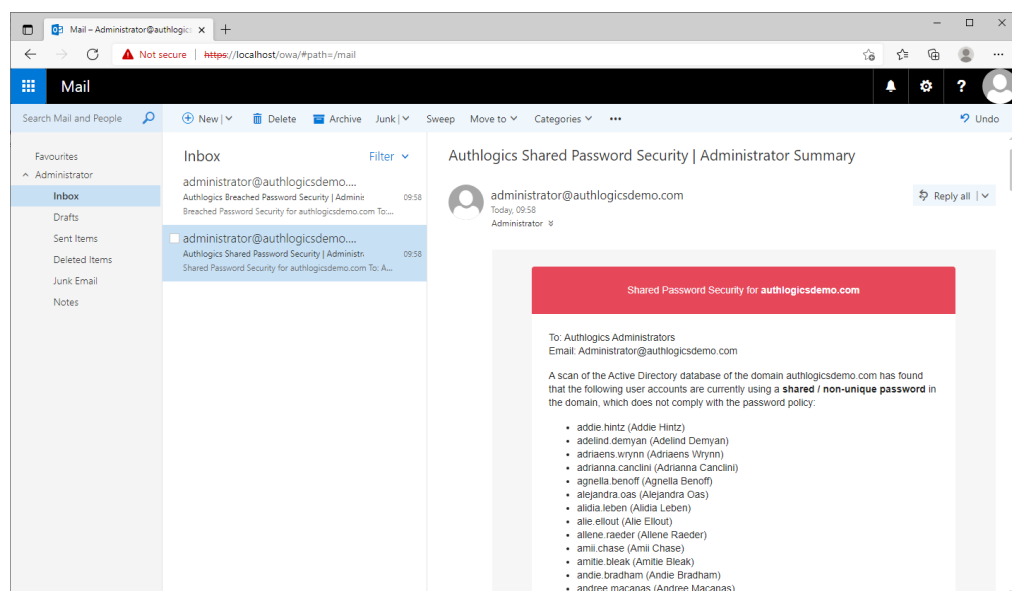 Mail – Administrator@authlogics
Not secure | https://localhost/owa/#path=/mail
Mail
Search Mail and People
New
Delete
Archive
Junk
Sweep
Move to
Categories
Undo
Favourites
Administrator
Inbox
Drafts
Sent Items
Deleted Items
Junk Email
Notes
Inbox
Filter
administrator@authlogicsdemo....
Authlogics Breached Password Security | Admini
09:58
Breached Password Security for authlogicsdemo.com To:...
administrator@authlogicsdemo....
Authlogics Shared Password Security | Administr
09:58
Shared Password Security for authlogicsdemo.com To: A...
Authlogics Shared Password Security | Administrator Summary
administrator@authlogicsdemo.com
Today, 09:58
Administrator
Reply all
Shared Password Security for authlogicsdemo.com
To: Authlogics Administrators
Email: Administrator@authlogicsdemo.com
A scan of the Active Directory database of the domain authlogicsdemo.com has found
that the following user accounts are currently using a shared / non-unique password in
the domain, which does not comply with the password policy:
• addie.hintz (Addie Hintz)
• adelind.demyan (Adelind Demyan)
• adriaens.wrynn (Adriaens Wrynn)
• adrianna.canclini (Adrianna Canclini)
• agnella.benoff (Agnella Benoff)
• alejandra.oas (Alejandra Oas)
• alidia.leben (Alidia Leben)
• alie.ellout (Alie Ellout)
• allene.raeder (Allene Raeder)
• amii.chase (Amii Chase)
• amitie.bleak (Amitie Bleak)
• andie.bradham (Andie Bradham)
• andree.macanas (Andree Macanas)